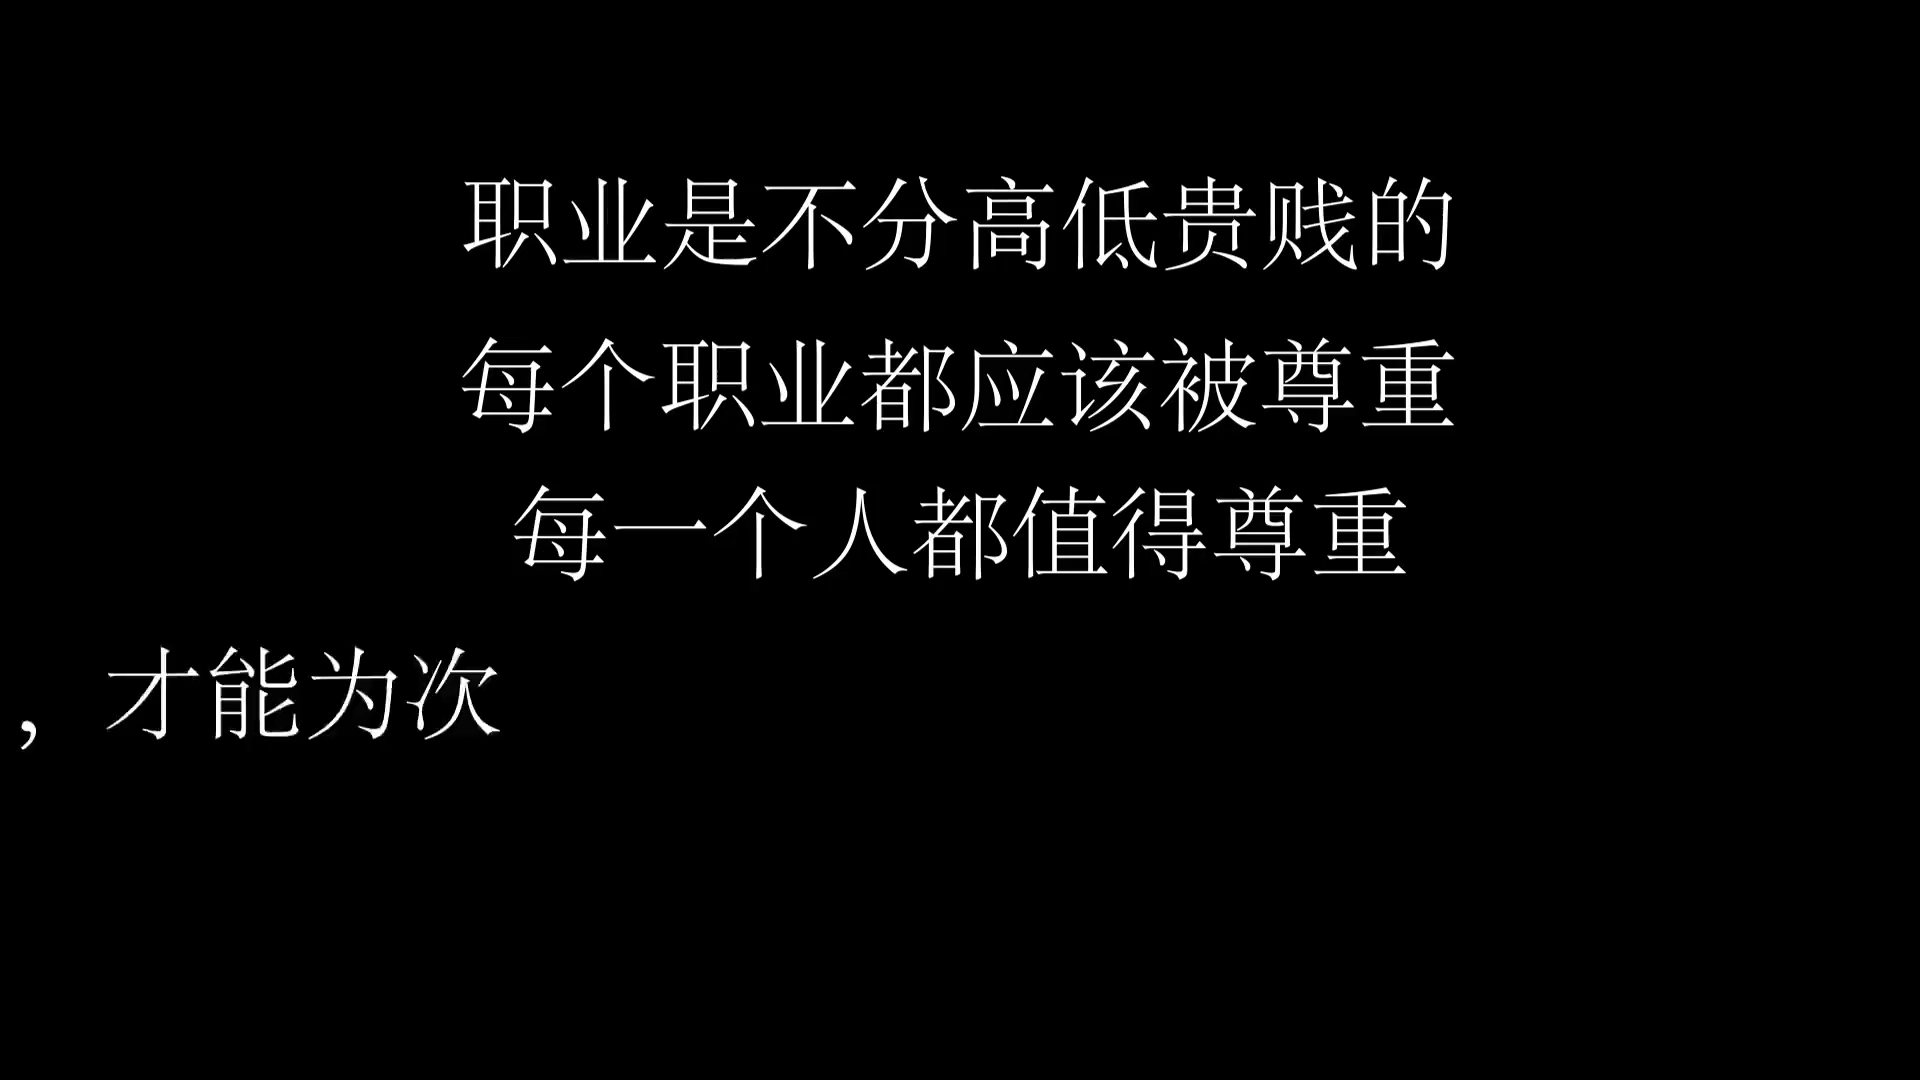 职业是不分高低贵贱的
每个职业都应该被尊重
每一个人都值得尊重
，才能为次